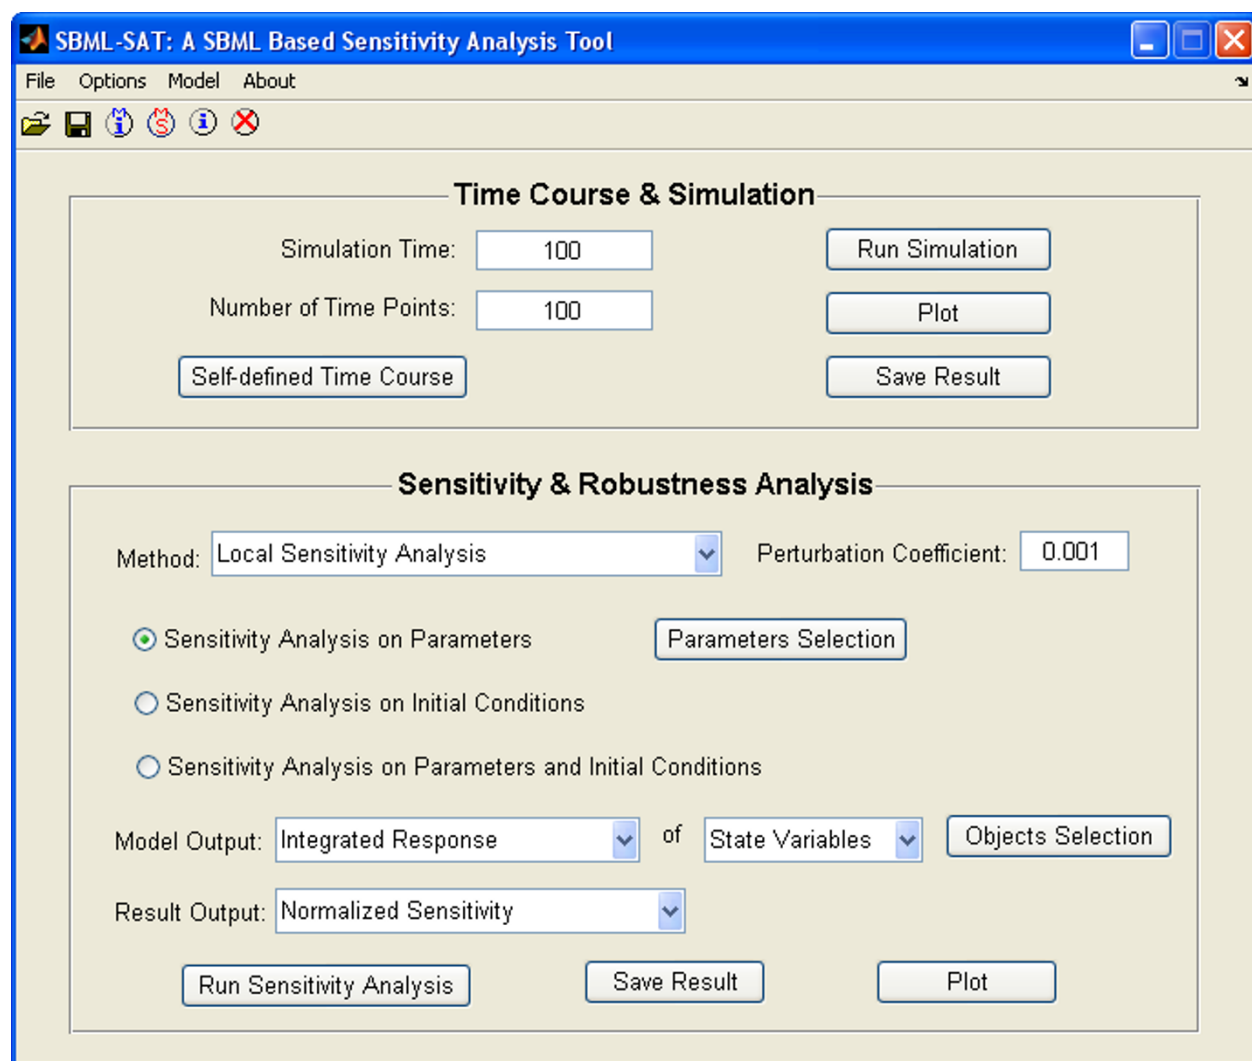 SBML-SAT: A SBML Based Sensitivity Analysis Tool
File Options Model About
Time Course & Simulation
Simulation Time: 100 Run Simulation
Number of Time Points: 100 Plot
Self-defined Time Course Save Result
Sensitivity & Robustness Analysis
Method: Local Sensitivity Analysis Perturbation Coefficient: 0.001
Sensitivity Analysis on Parameters Parameters Selection
Sensitivity Analysis on Initial Conditions
Sensitivity Analysis on Parameters and Initial Conditions
Model Output: Integrated Response of State Variables Objects Selection
Result Output: Normalized Sensitivity
Run Sensitivity Analysis Save Result Plot